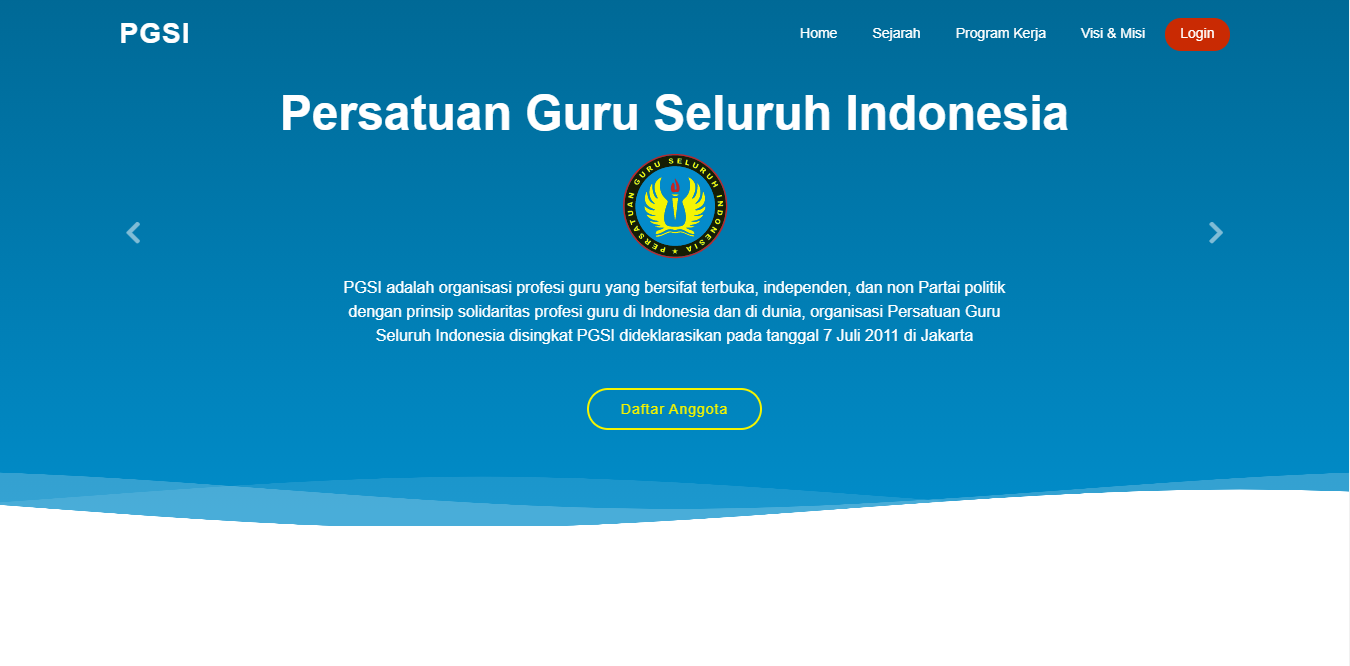 PGSI
Home
Sejarah
Program Kerja
Visi & Misi
Login
Persatuan Guru Seluruh Indonesia
PERSATUAN GURU SELURUH INDONESIA
PGSI adalah organisasi profesi guru yang bersifat terbuka, independen, dan non Partai politik
dengan prinsip solidaritas profesi guru di Indonesia dan di dunia, organisasi Persatuan Guru
Seluruh Indonesia disingkat PGSI dideklarasikan pada tanggal 7 Juli 2011 di Jakarta
Daftar Anggota